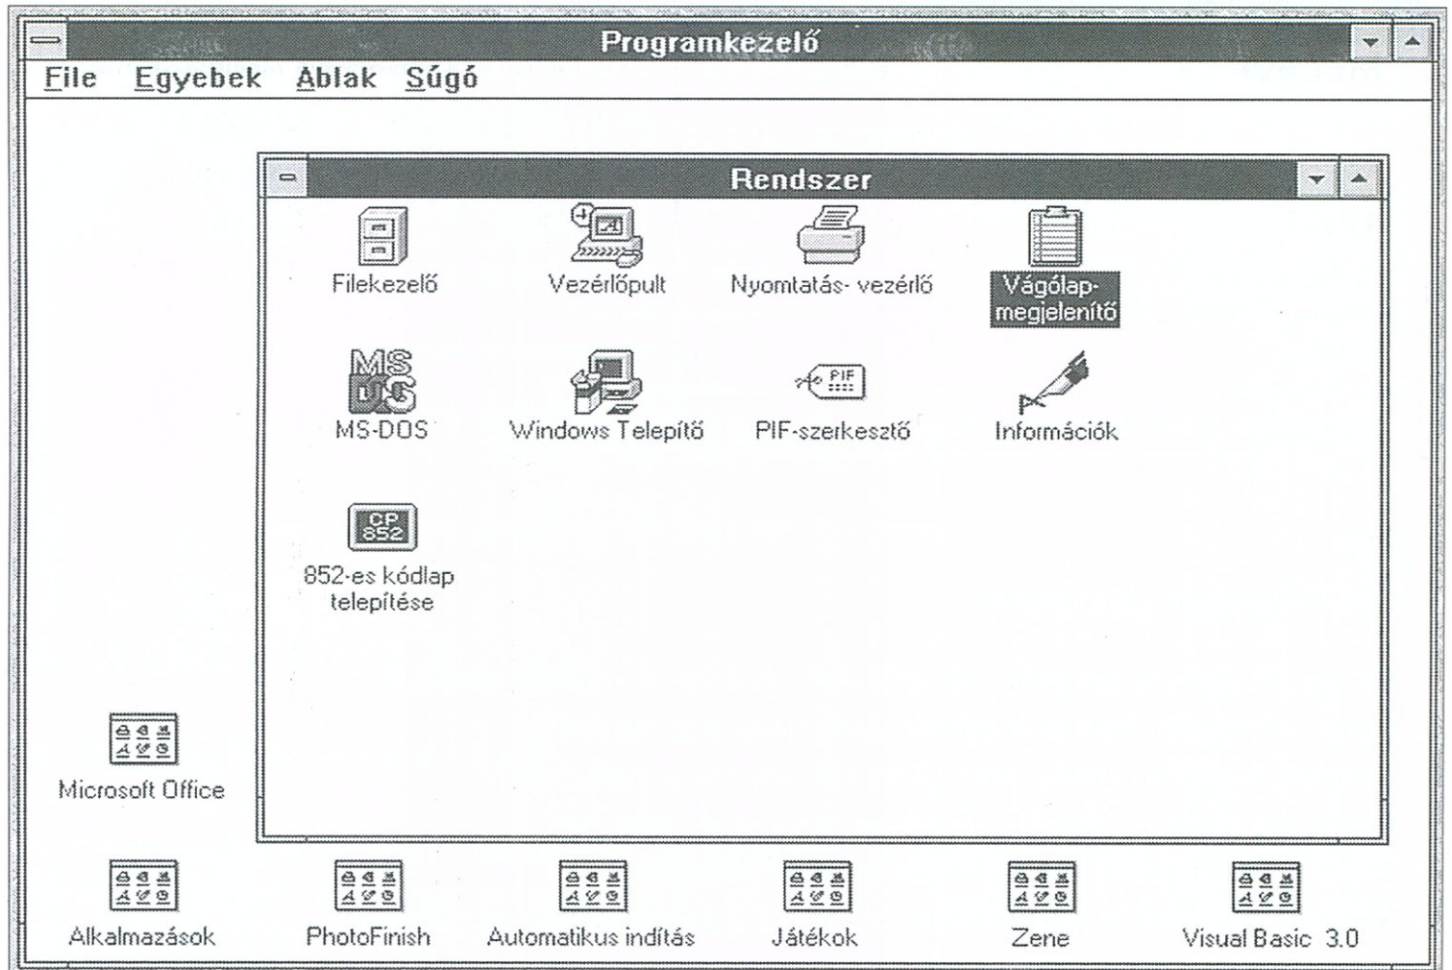 Programkezelő
File Egyebek Ablak Súgó
Rendszer
Filekezelő Vezérlőpult Nyomtatás- vezérlő Vágólap-
megjelenítő
MS
DOS
PIF
MS-DOS Windows Telepítő PIF-szerkesztő Információk
CP
852
852-es kódlap
telepítése
Microsoft Office
Alkalmazások PhotoFinish Automatikus indítás Játékok Zene Visual Basic 3.0